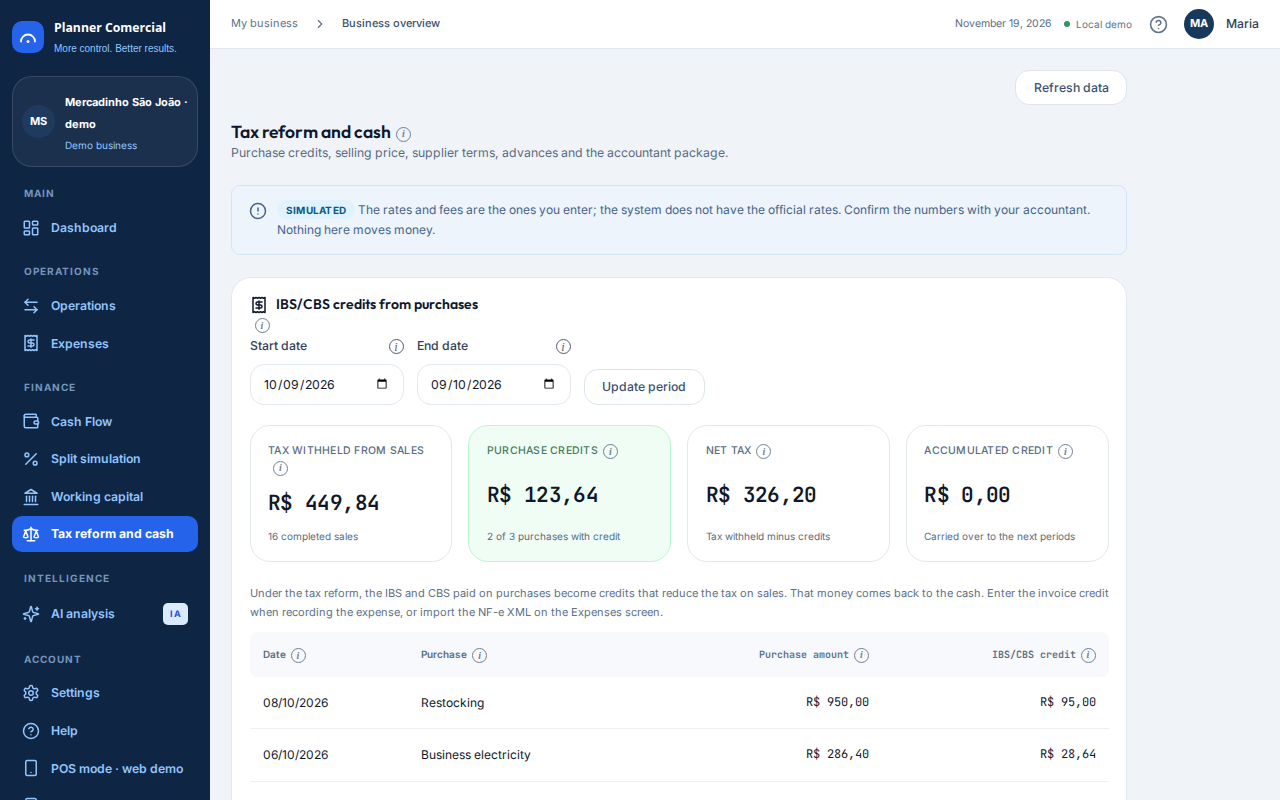 Planner Comercial
More control. Better results.
MS
Mercadinho São João ·
demo
Demo business
MAIN
Dashboard
OPERATIONS
Operations
Expenses
FINANCE
Cash Flow
Split simulation
Working capital
Tax reform and cash
INTELLIGENCE
AI analysis
IA
ACCOUNT
Settings
Help
POS mode · web demo
My business
Business overview
November 19, 2026
Local demo
MA
Maria
Refresh data
Tax reform and cash
Purchase credits, selling price, supplier terms, advances and the accountant package.
SIMULATED The rates and fees are the ones you enter; the system does not have the official rates. Confirm the numbers with your accountant.
Nothing here moves money.
IBS/CBS credits from purchases
Start date
End date
10/09/2026
09/10/2026
Update period
TAX WITHHELD FROM SALES
R$ 449,84
16 completed sales
PURCHASE CREDITS
R$ 123,64
2 of 3 purchases with credit
NET TAX
R$ 326,20
Tax withheld minus credits
ACCUMULATED CREDIT
R$ 0,00
Carried over to the next periods
Under the tax reform, the IBS and CBS paid on purchases become credits that reduce the tax on sales. That money comes back to the cash. Enter the invoice credit
when recording the expense, or import the NF-e XML on the Expenses screen.
Date Purchase Purchase amount IBS/CBS credit
08/10/2026 Restocking R$ 950,00 R$ 95,00
06/10/2026 Business electricity R$ 286,40 R$ 28,64